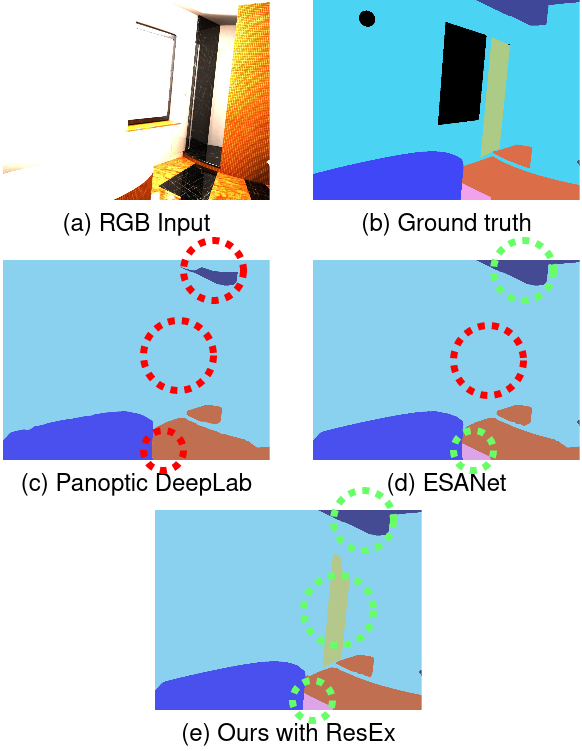 (a) RGB Input
(b) Ground truth
(c) Panoptic DeepLab
(d) ESANet
(e) Ours with ResEx